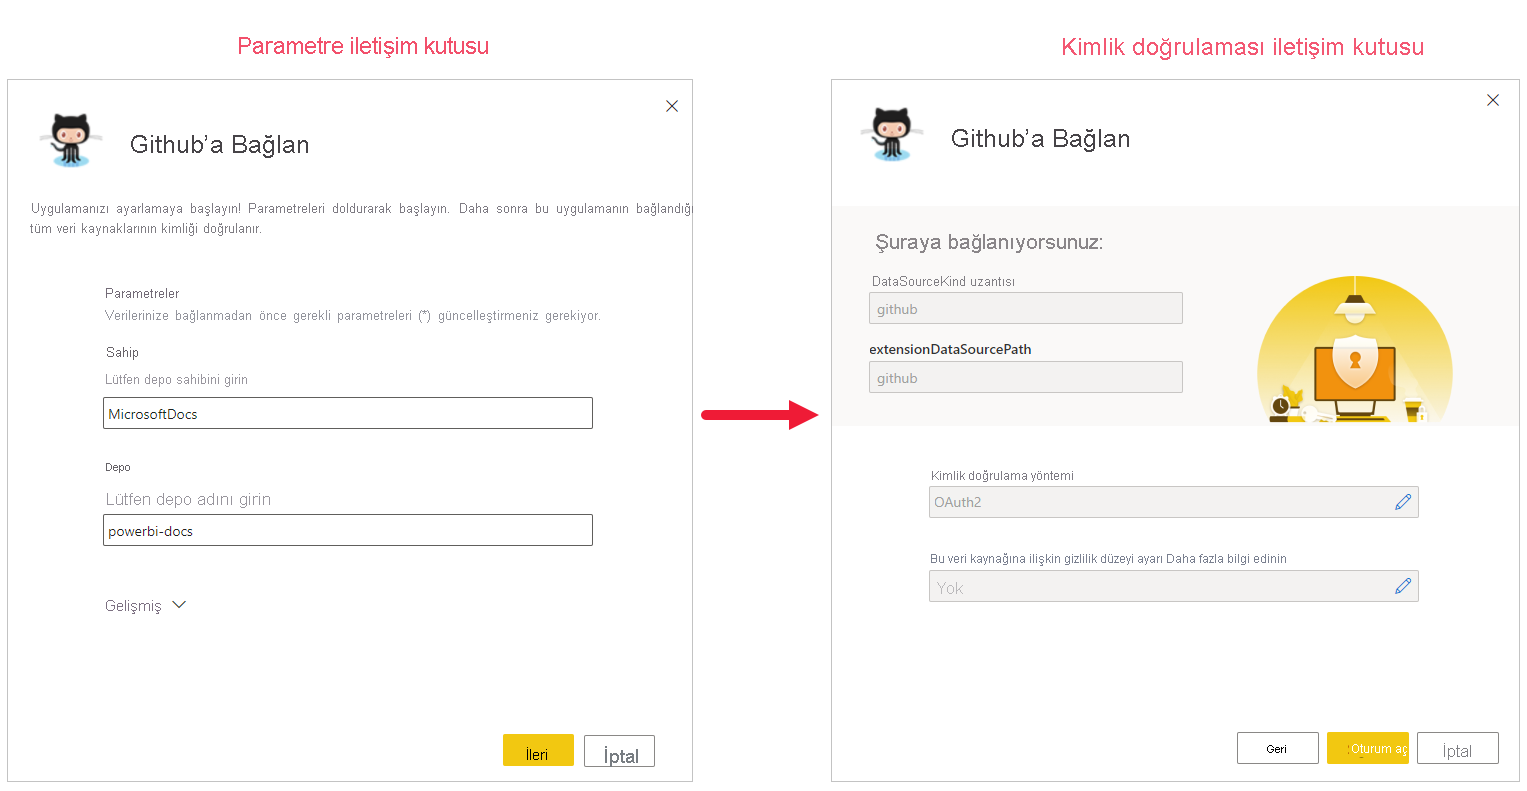 Parametre iletişim kutusu
Github’a Bağlan
Uygulamanızı ayarlamaya başlayın! Parametreleri doldurarak başlayın. Daha sonra bu uygulamanın bağlandığı
tüm veri kaynaklarının kimliği doğrulanır.
Parametreler
Verilerinize bağlanmadan önce gerekli parametreleri (*) güncelleştirmeniz gerekiyor.
Sahip
Lütfen depo sahibini girin
MicrosoftDocs
Depo
Lütfen depo adını girin
powerbi-docs
Gelişmiş
İleri
İptal
Kimlik doğrulaması iletişim kutusu
Github’a Bağlan
Şuraya bağlanıyorsunuz:
DataSourceKind uzantısı
github
extensionDataSourcePath
github
Kimlik doğrulama yöntemi
OAuth2
Bu veri kaynağına ilişkin gizlilik düzeyi ayarı Daha fazla bilgi edinin
Yok
Geri
Oturum aç
İptal